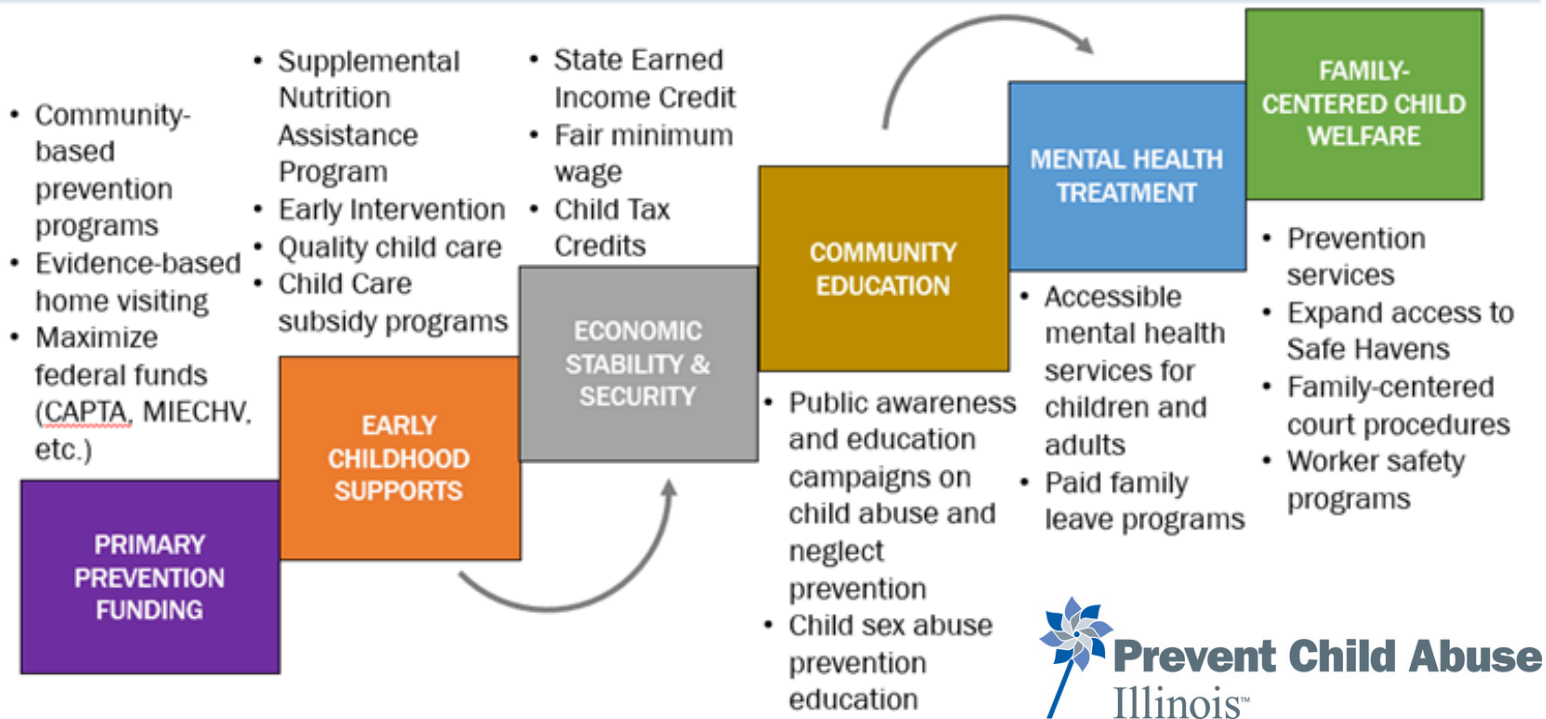 • Community-
based
prevention
programs
• Evidence-based
home visiting
• Maximize
federal funds
(CAPTA, MIECHV,
etc.)
PRIMARY
PREVENTION
FUNDING
• Supplemental
Nutrition
Assistance
Program
• Early Intervention
• Quality child care
• Child Care
subsidy programs
EARLY
CHILDHOOD
SUPPORTS
• State Earned
Income Credit
• Fair minimum
wage
• Child Tax
Credits
ECONOMIC
STABILITY &
SECURITY
COMMUNITY
EDUCATION
• Public awareness
and education
campaigns on
child abuse and
neglect
prevention
• Child sex abuse
prevention
education
MENTAL HEALTH
TREATMENT
• Accessible
mental health
services for
children and
adults
• Paid family
leave programs
FAMILY-
CENTERED CHILD
WELFARE
• Prevention
services
• Expand access to
Safe Havens
• Family-centered
court procedures
• Worker safety
programs
Prevent Child Abuse
Illinois™